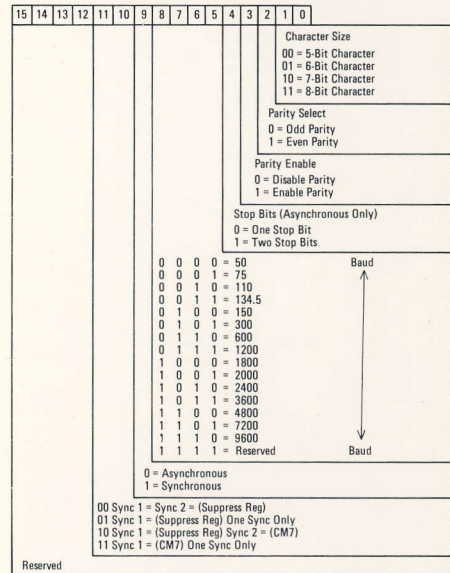 15 14 13 12 11 10 9 8 7 6 5 4 3 2 1 0
Character Size
00 = 5-Bit Character
01 = 6-Bit Character
10 = 7-Bit Character
11 = 8-Bit Character
Parity Select
0 = Odd Parity
1 = Even Parity
Parity Enable
0 = Disable Parity
1 = Enable Parity
Stop Bits (Asynchronous Only)
0 = One Stop Bit
1 = Two Stop Bits
0 0 0 0 = 50 Baud
0 0 0 1 = 75
0 0 1 0 = 110
0 0 1 1 = 134.5
0 1 0 0 = 150
0 1 0 1 = 300
0 1 1 0 = 600
0 1 1 1 = 1200
1 0 0 0 = 1800
1 0 0 1 = 2000
1 0 1 0 = 2400
1 0 1 1 = 3600
1 1 0 0 = 4800
1 1 0 1 = 7200
1 1 1 0 = 9600
1 1 1 1 = Reserved Baud
0 = Asynchronous
1 = Synchronous
00 Sync 1 = Sync 2 = (Suppress Reg)
01 Sync 1 = (Suppress Reg) One Sync Only
10 Sync 1 = (Suppress Reg) Sync 2 = (CM7)
11 Sync 1 = (CM7) One Sync Only
Reserved